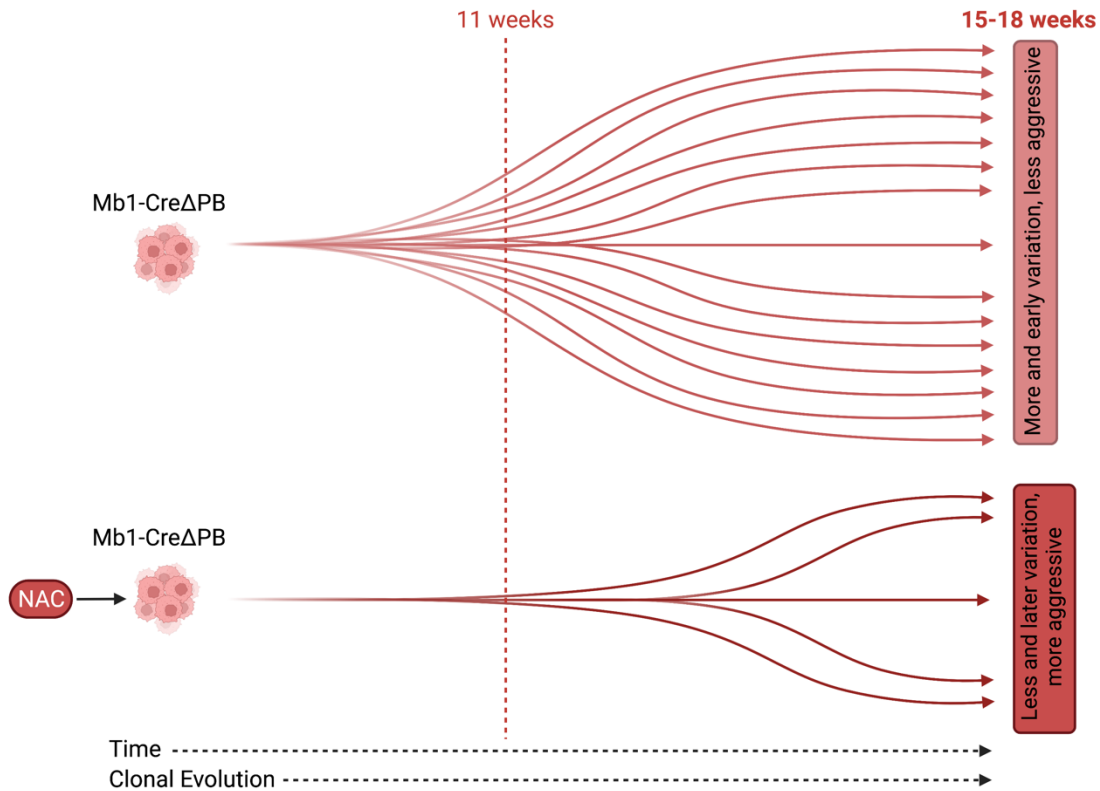 11 weeks
15-18 weeks
Mb1-CreΔPB
More and early variation, less aggressive
Mb1-CreΔPB
NAC
Less and later variation,
more aggressive
Time
Clonal Evolution